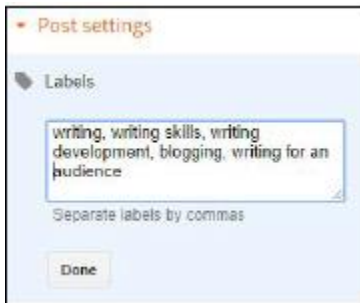 Post settings
Labels
writing, writing skills, writing
development, blogging, writing for an
audience
Separate labels by commas
Done